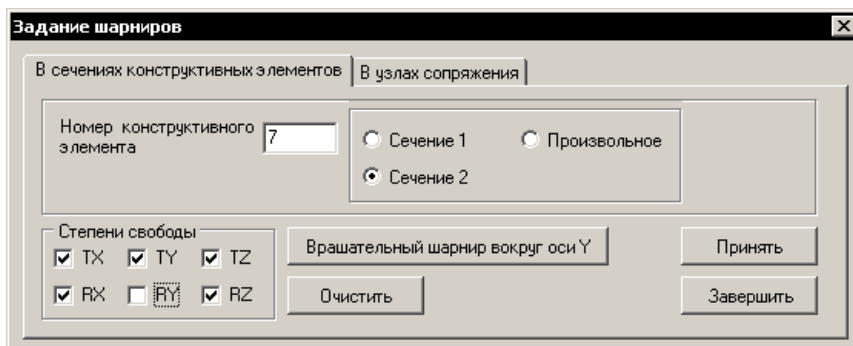 Задание шарниров
В сечениях конструктивных элементов
В узлах сопряжения
Номер конструктивного элемента
7
Сечение 1
Произвольное
Сечение 2
Степени свободы
TX TY TZ
RX RY RZ
Врашательный шарнир вокруг оси Y
Принять
Очистить
Завершить